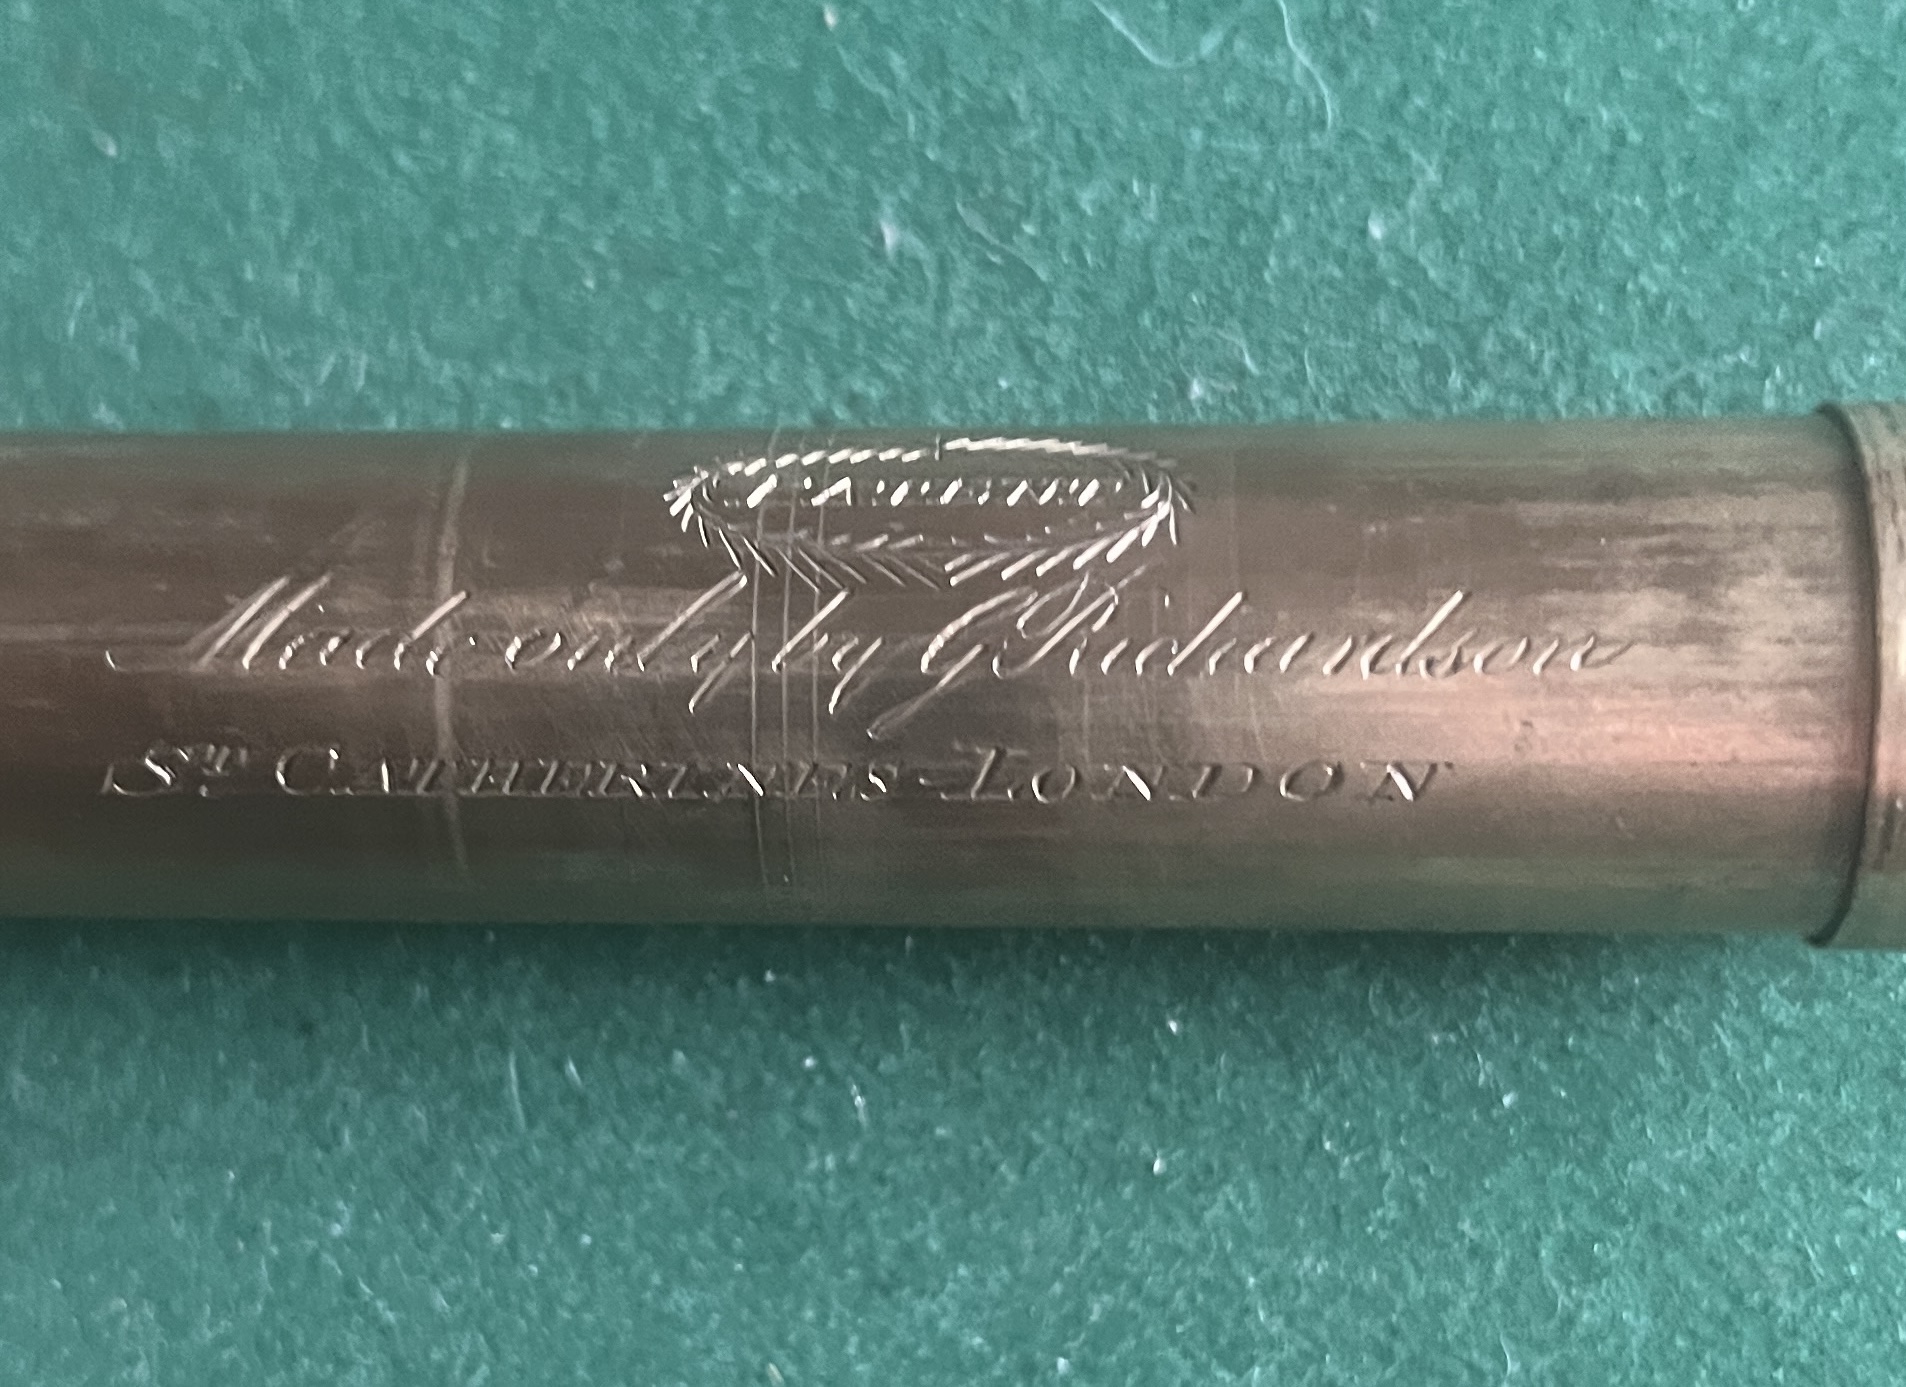 PATENT
Made only by G Richardson
St. CATHERINES LONDON